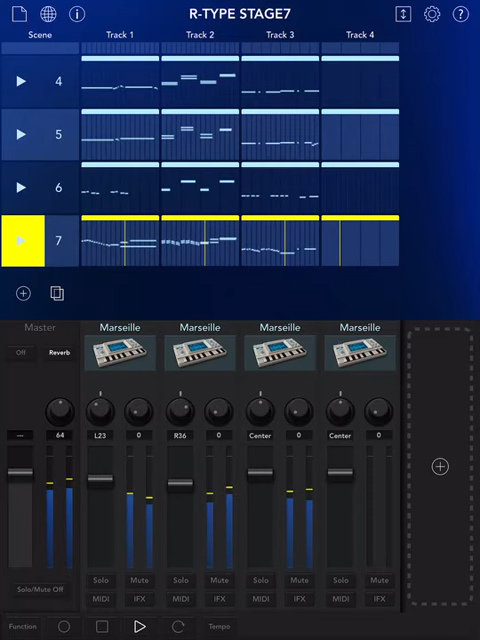 R-TYPE STAGE7
Scene Track 1 Track 2 Track 3 Track 4
4
5
6
7
Master Marseille Marseille Marseille Marseille
Off Reverb
--- 64 L23 0 R36 0 Center 0 Center 0
Solo/Mute Off Solo Mute Solo Mute Solo Mute Solo Mute
MIDI IFX MIDI IFX MIDI IFX MIDI IFX
Function Tempo